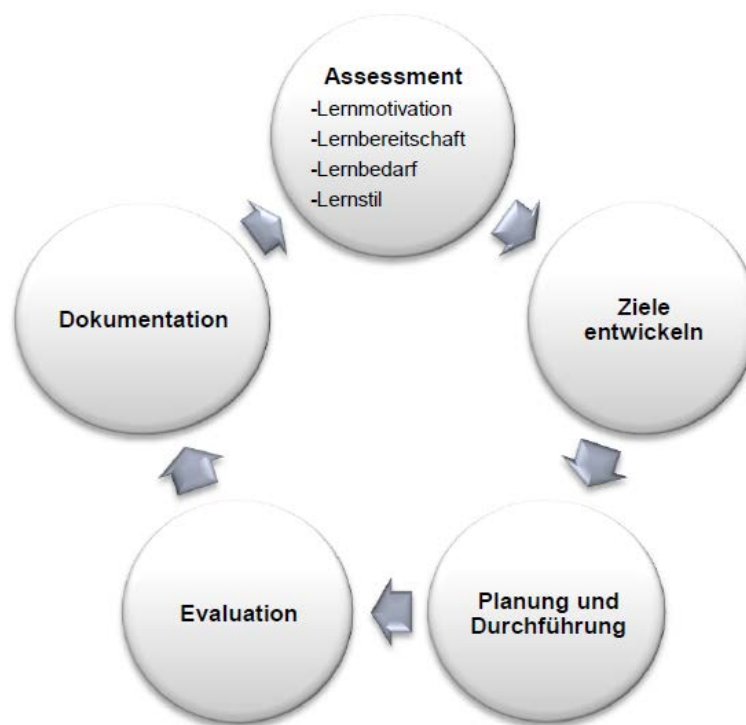 Assessment
-Lernmotivation
-Lernbereitschaft
-Lernbedarf
-Lernstil
Ziele
entwickeln
Planung und
Durchführung
Evaluation
Dokumentation